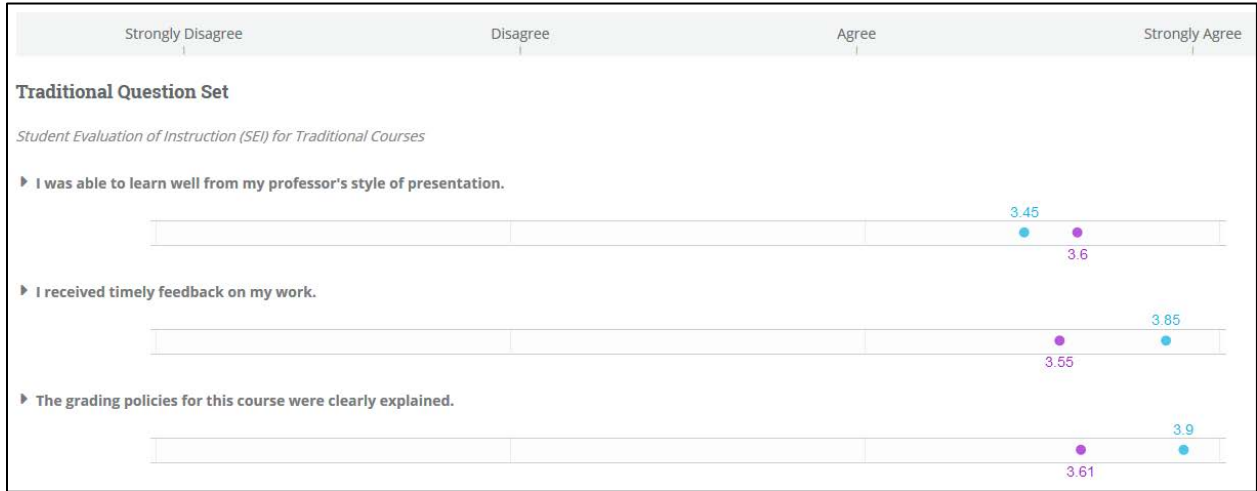 Strongly Disagree Disagree Agree Strongly Agree
Traditional Question Set
Student Evaluation of Instruction (SEI) for Traditional Courses
I was able to learn well from my professor's style of presentation.
3.45
3.6
I received timely feedback on my work.
3.85
3.55
The grading policies for this course were clearly explained.
3.9
3.61